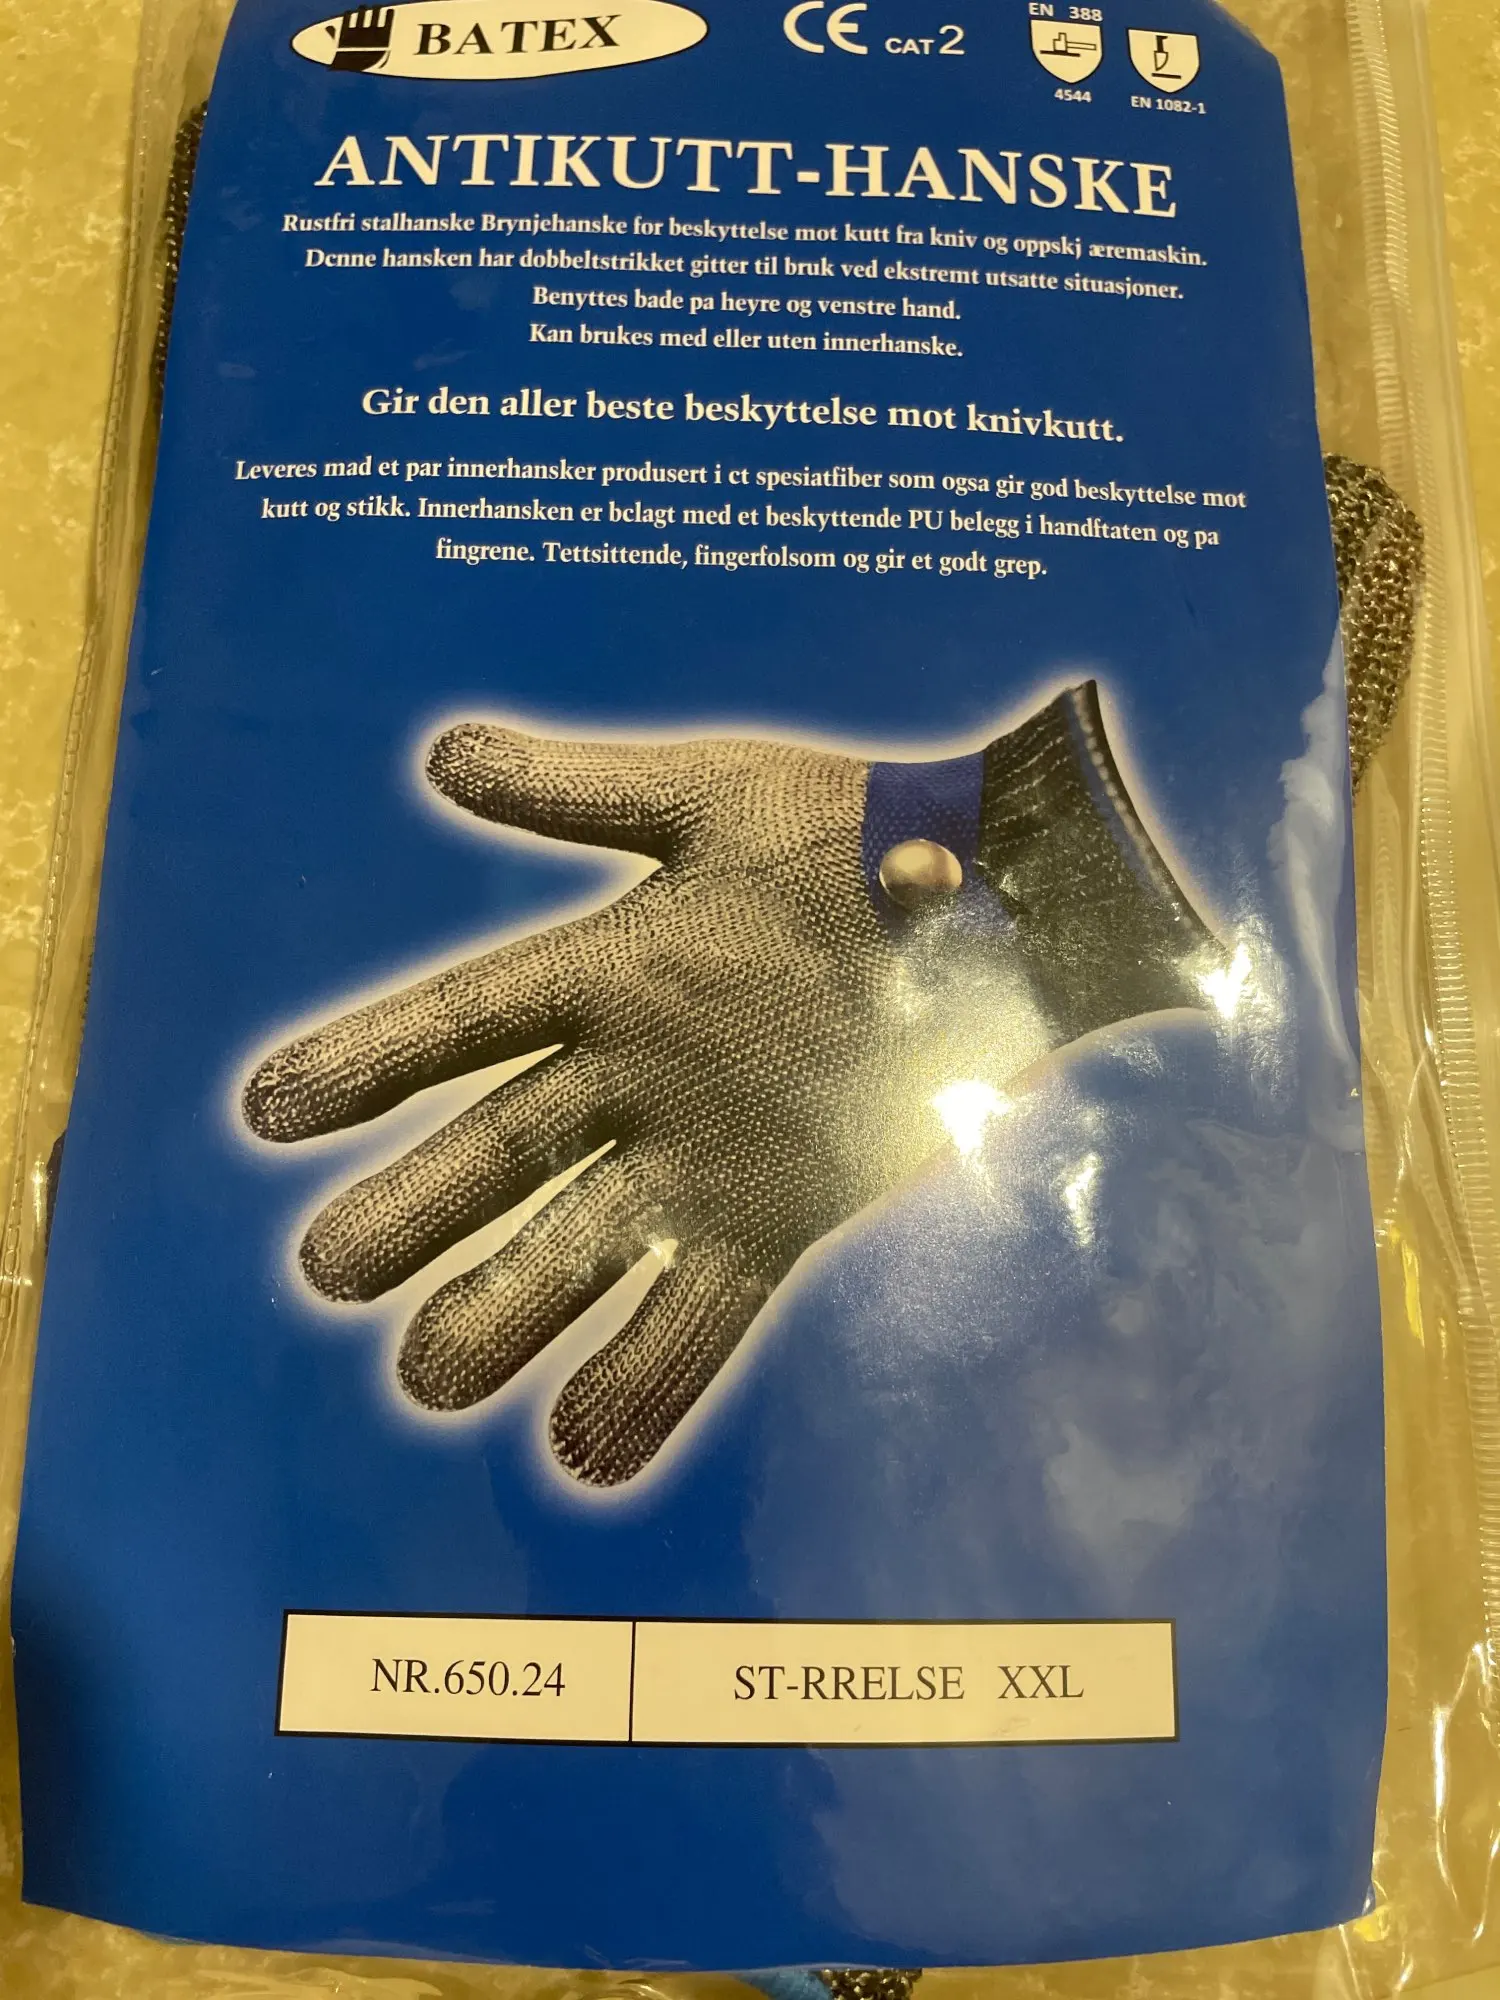 BATEX
CE CAT 2
EN 388
4544
EN 1082-1
ANTIKUTT-HANSKE
Rustfri stalhanske Brynjehanske for beskyttelse mot kutt fra kniv og oppskj æremaskin.
Dcnne hansken har dobbeltstrikket gitter til bruk ved ekstremt utsatte situasjoner.
Benyttes bade pa heyre og venstre hand.
Kan brukes med eller uten innerhanske.
Gir den aller beste beskyttelse mot knivkutt.
Leveres mad et par innerhansker produsert i ct spesiatfiber som ogsa gir god beskyttelse mot
kutt og stikk. Innerhansken er bclagt med et beskyttende PU belegg i handftaten og pa
fingrene. Tettsittende, fingerfolsom og gir et godt grep.
NR.650.24
ST-RRELSE XXL